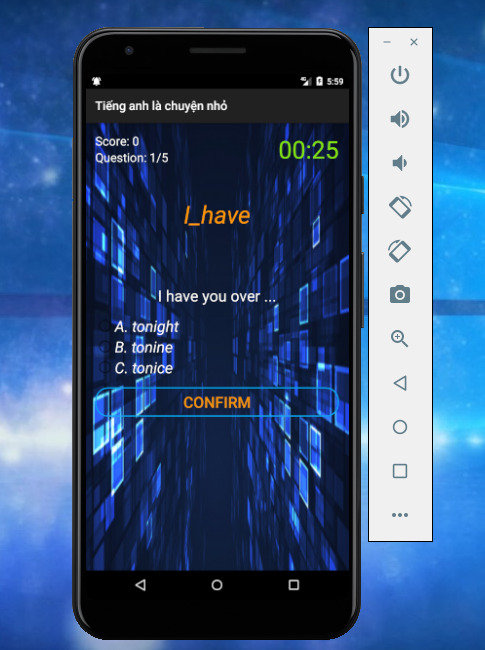 5:59
Tiếng anh là chuyện nhỏ
Score: 0
Question: 1/5
00:25
I_have
I have you over ...
A. tonight
B. tonine
C. tonice
CONFIRM